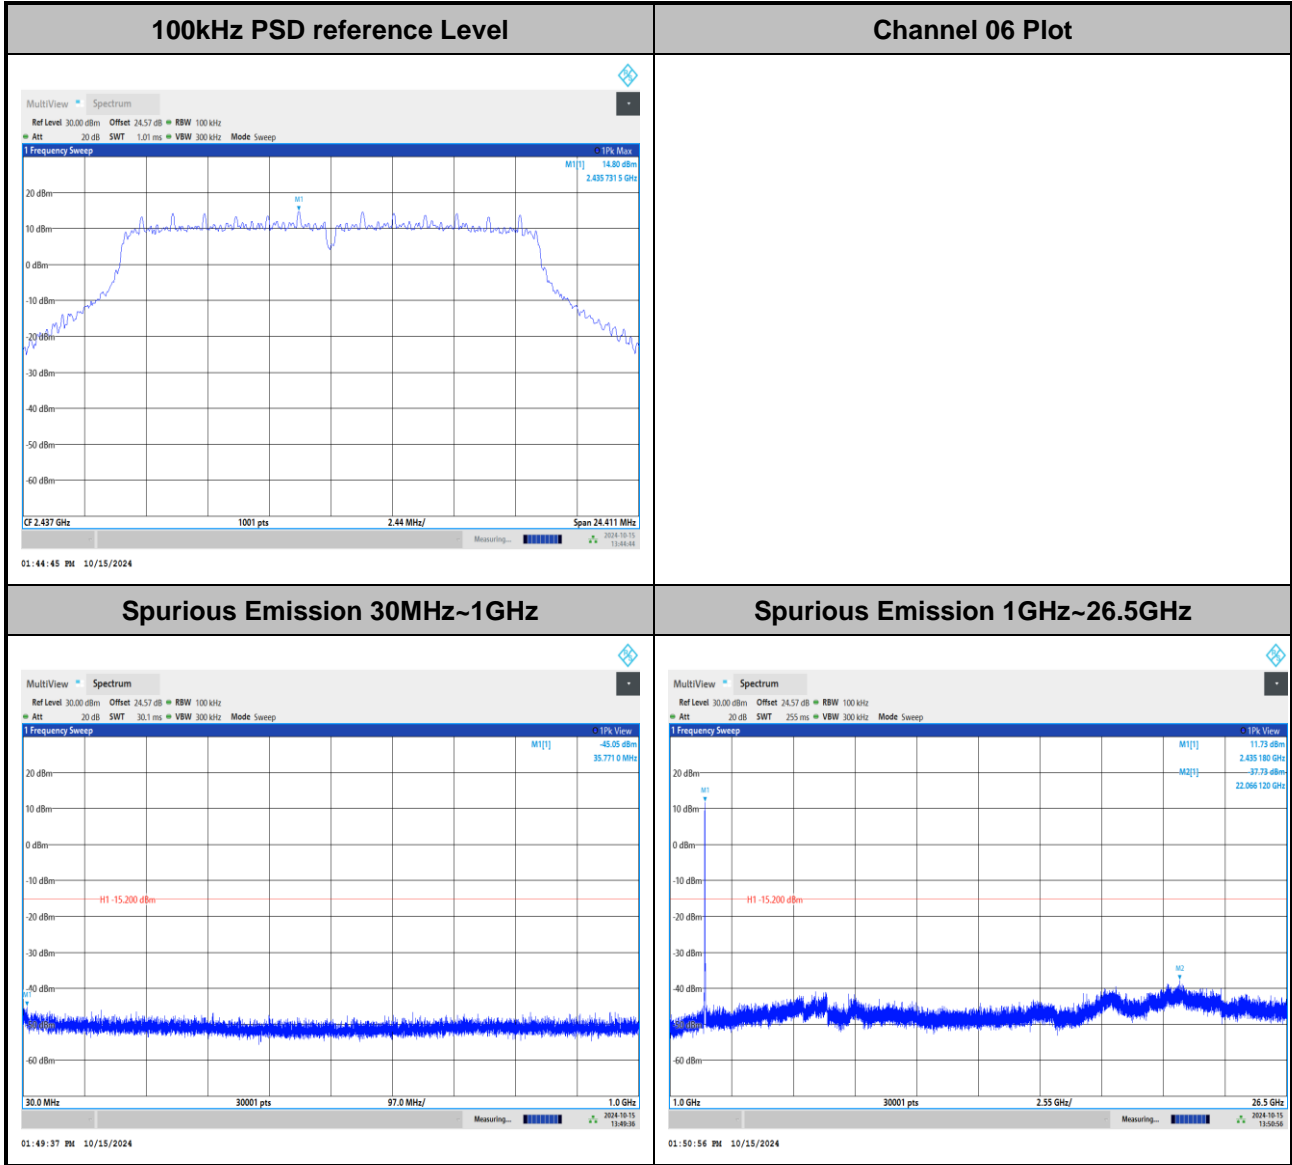 100kHz PSD reference Level
Channel 06 Plot
MultiView Spectrum
Ref Level 30.00 dBm Offset 24.57 dB RBW 100 kHz
Att 20 dB SWT 1.01 ms VBW 300 kHz Mode Sweep
1 Frequency Sweep 1Pk Max
M1[1] 14.80 dBm
2.435 731 5 GHz
20 dBm
M1
10 dBm
0 dBm
-10 dBm
-20 dBm
-30 dBm
-40 dBm
-50 dBm
-60 dBm
CF 2.437 GHz 1001 pts 2.44 MHz/ Span 24.411 MHz
Measuring... 2024-10-15
13:44:44
01:44:45 PM 10/15/2024
Spurious Emission 30MHz~1GHz
Spurious Emission 1GHz~26.5GHz
MultiView Spectrum
Ref Level 30.00 dBm Offset 24.57 dB RBW 100 kHz
Att 20 dB SWT 30.1 ms VBW 300 kHz Mode Sweep
1 Frequency Sweep 1Pk View
M1[1] -45.05 dBm
35.771 0 MHz
20 dBm
10 dBm
0 dBm
-10 dBm
H1 -15.200 dBm
-20 dBm
-30 dBm
-40 dBm
M1
-50 dBm
-60 dBm
30.0 MHz 30001 pts 97.0 MHz/ 1.0 GHz
Measuring... 2024-10-15
13:49:36
01:49:37 PM 10/15/2024
MultiView Spectrum
Ref Level 30.00 dBm Offset 24.57 dB RBW 100 kHz
Att 20 dB SWT 255 ms VBW 300 kHz Mode Sweep
1 Frequency Sweep 1Pk View
M1[1] 11.73 dBm
2.435 180 GHz
20 dBm M2[1] -37.73 dBm
22.066 120 GHz
M1
10 dBm
0 dBm
-10 dBm
H1 -15.200 dBm
-20 dBm
-30 dBm
M2
-40 dBm
-50 dBm
-60 dBm
1.0 GHz 30001 pts 2.55 GHz/ 26.5 GHz
Measuring... 2024-10-15
13:50:56
01:50:56 PM 10/15/2024